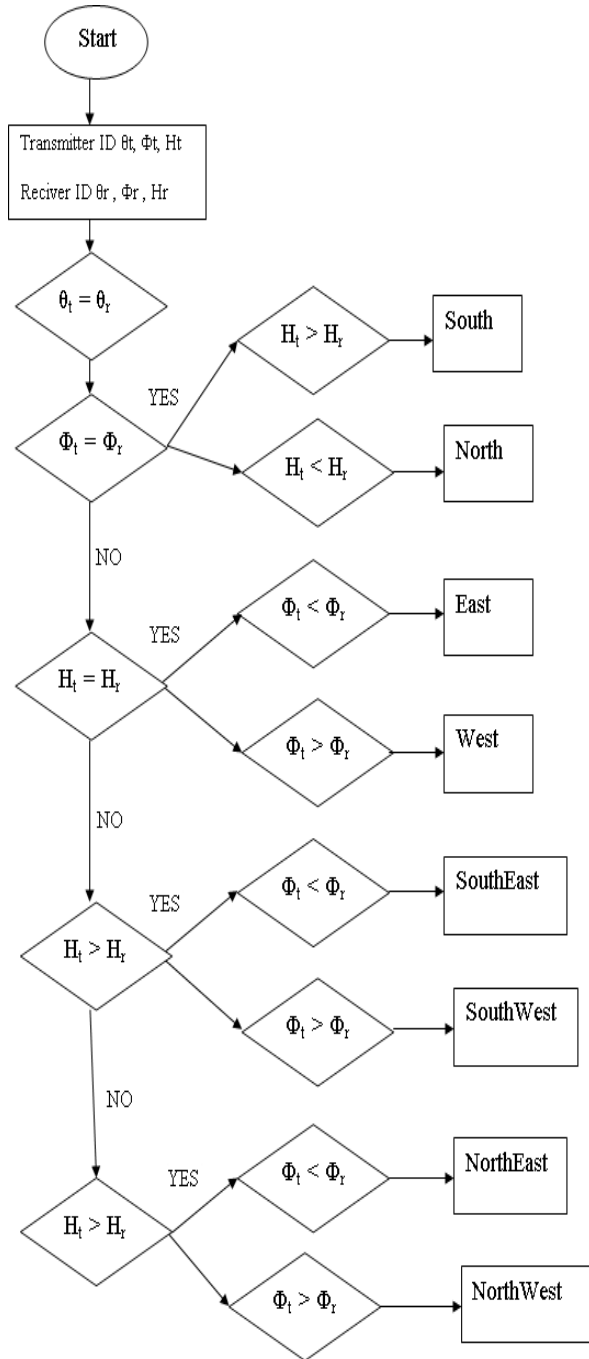 Start
Transmitter ID θt, Φt, Ht
Reciver ID θr , Φr , Hr
θt = θr
Ht > Hr
South
YES
Φt = Φr
Ht < Hr
North
NO
Φt < Φr
East
YES
Ht = Hr
Φt > Φr
West
NO
Φt < Φr
SouthEast
YES
Ht > Hr
Φt > Φr
SouthWest
NO
Φt < Φr
NorthEast
YES
Ht > Hr
Φt > Φr
NorthWest